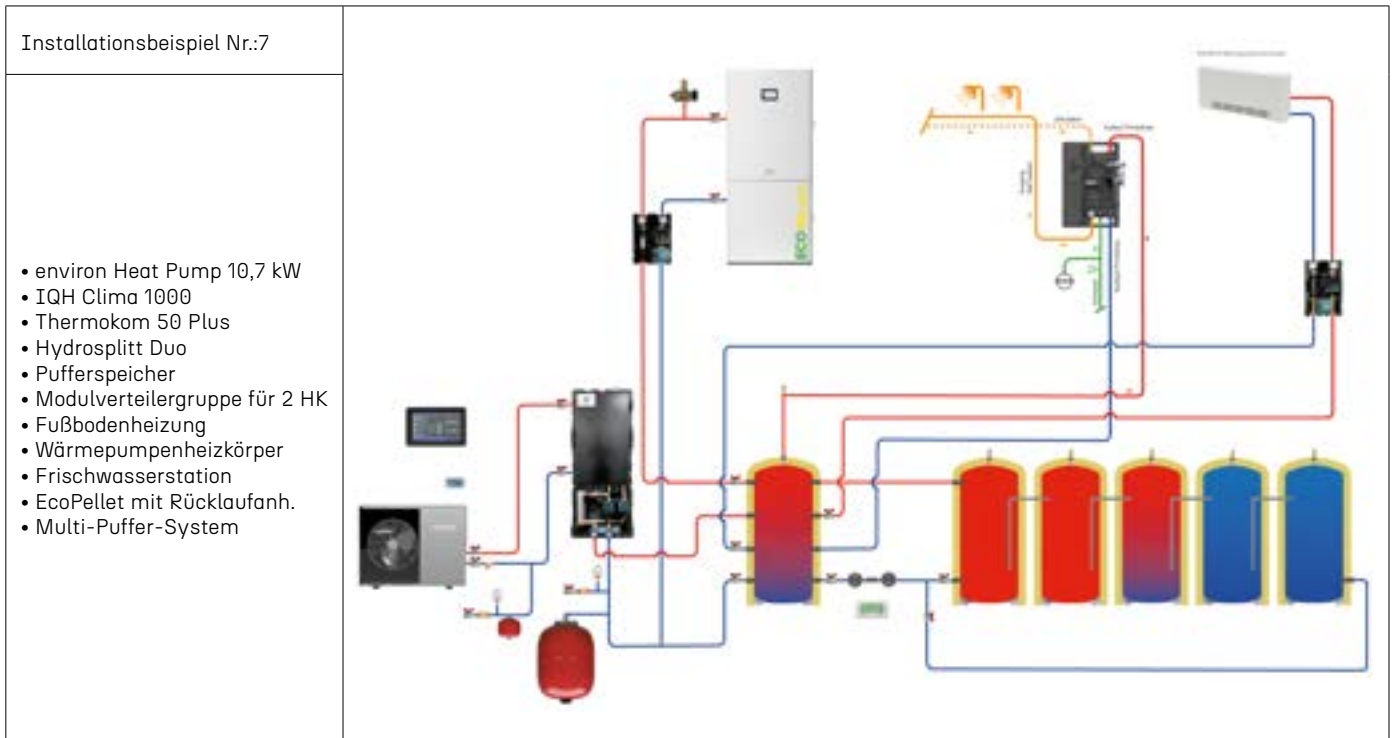 Installationsbeispiel Nr.:7
• environ Heat Pump 10,7 kW
• IQH Clima 1000
• Thermokom 50 Plus
• Hydrosplitt Duo
• Pufferspeicher
• Modulverteilergruppe für 2 HK
• Fußbodenheizung
• Wärmepumpenheizkörper
• Frischwasserstation
• EcoPellet mit Rücklaufanh.
• Multi-Puffer-System